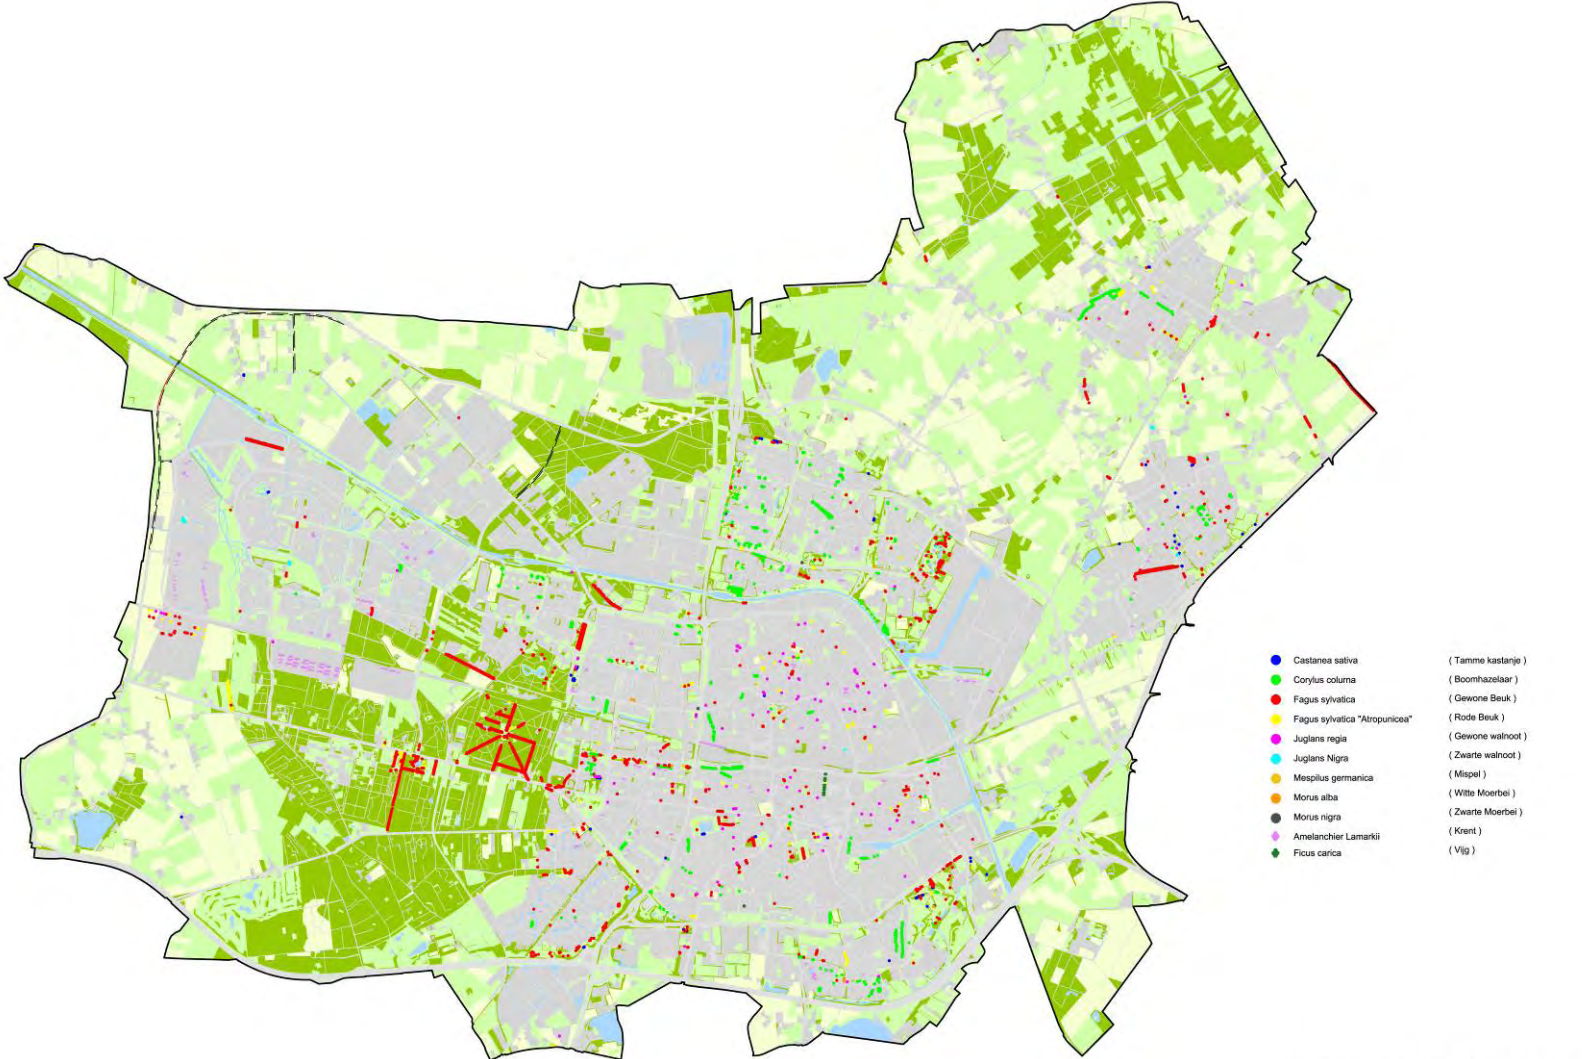 Castanea sativa ( Tamme kastanje )
Corylus colurna ( Boomhazelaar )
Fagus sylvatica ( Gewone Beuk )
Fagus sylvatica "Atropunicea" ( Rode Beuk )
Juglans regia ( Gewone walnoot )
Juglans Nigra ( Zwarte walnoot )
Mespilus germanica ( Mispel )
Morus alba ( Witte Moerbei )
Morus nigra ( Zwarte Moerbei )
Amelanchier Lamarkii ( Krent )
Ficus carica ( Vijg )